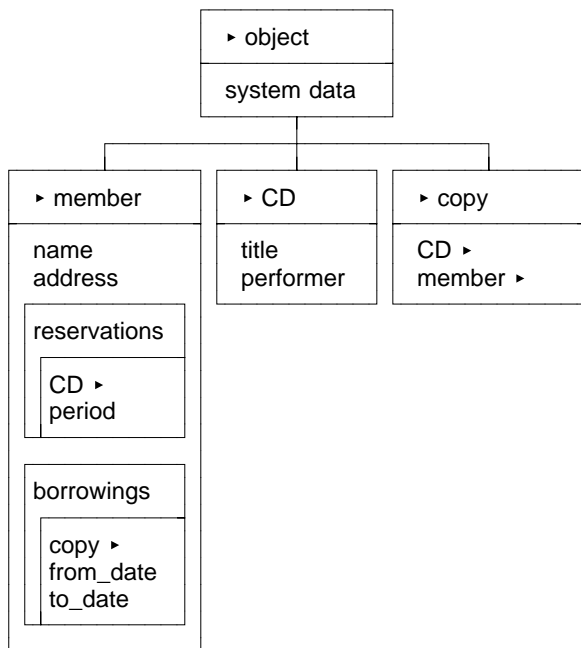 ▸ object
system data
▸ member
name
address
reservations
CD ▸
period
borrowings
copy ▸
from_date
to_date
▸ CD
title
performer
▸ copy
CD ▸
member ▸